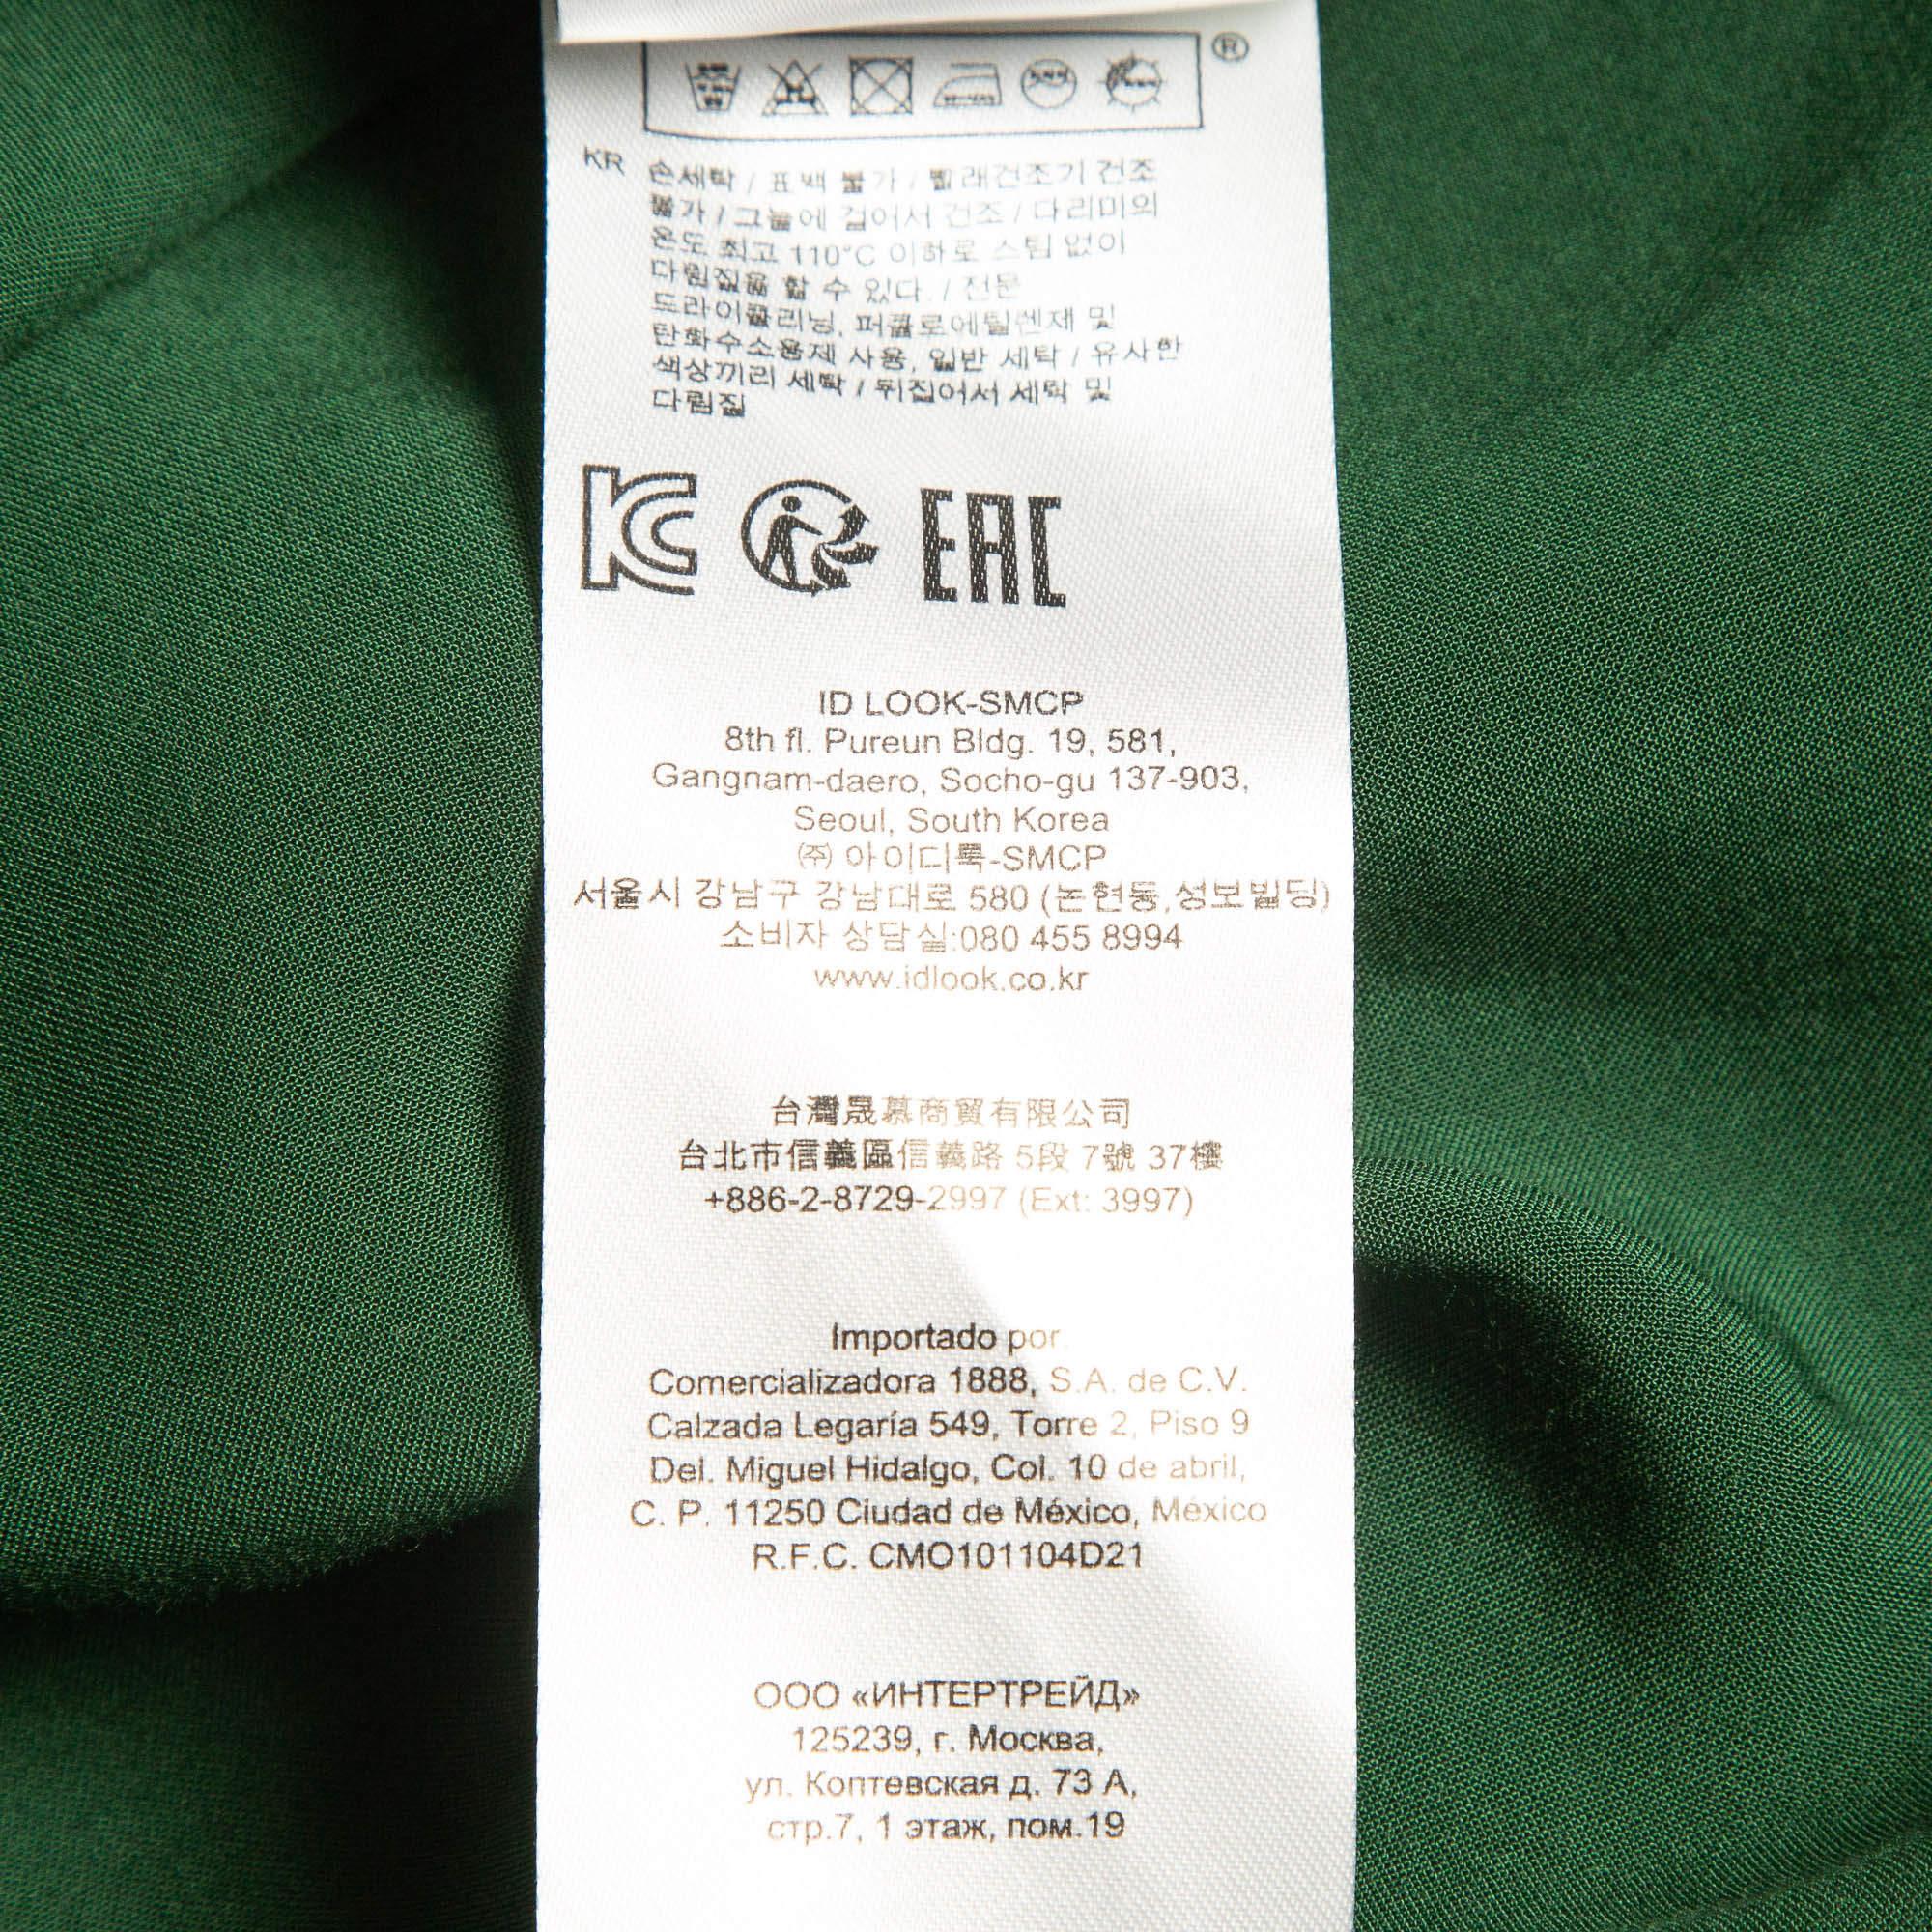 ®
KR 손세탁 / 표백 불가 / 빨래건조기 건조
불가 / 그늘에 걸어서 건조 / 다리미의
온도 최고 110°C 이하로 스팀 없이
다림질을 할 수 있다. / 전문
드라이클리닝, 퍼클로에틸렌재 및
탄화수소용제 사용, 일반 세탁 / 유사한
색상끼리 세탁 / 뒤집어서 세탁 및
다림질
KC EAC
ID LOOK-SMCP
8th fl. Pureun Bldg. 19, 581,
Gangnam-daero, Socho-gu 137-903,
Seoul, South Korea
㈜ 아이디룩-SMCP
서울시 강남구 강남대로 580 (논현동,성보빌딩)
소비자 상담실:080 455 8994
www.idlook.co.kr
台灣晟慕商貿有限公司
台北市信義區信義路 5段 7號 37樓
+886-2-8729-2997 (Ext: 3997)
Importado por
Comercializadora 1888, S.A. de C.V.
Calzada Legaría 549, Torre 2, Piso 9
Del. Miguel Hidalgo, Col. 10 de abril,
C. P. 11250 Ciudad de México, México
R.F.C. CMO101104D21
ООО «ИНТЕРТРЕЙД»
125239, г. Москва,
ул. Коптевская д. 73 А,
стр.7, 1 этаж, пом.19